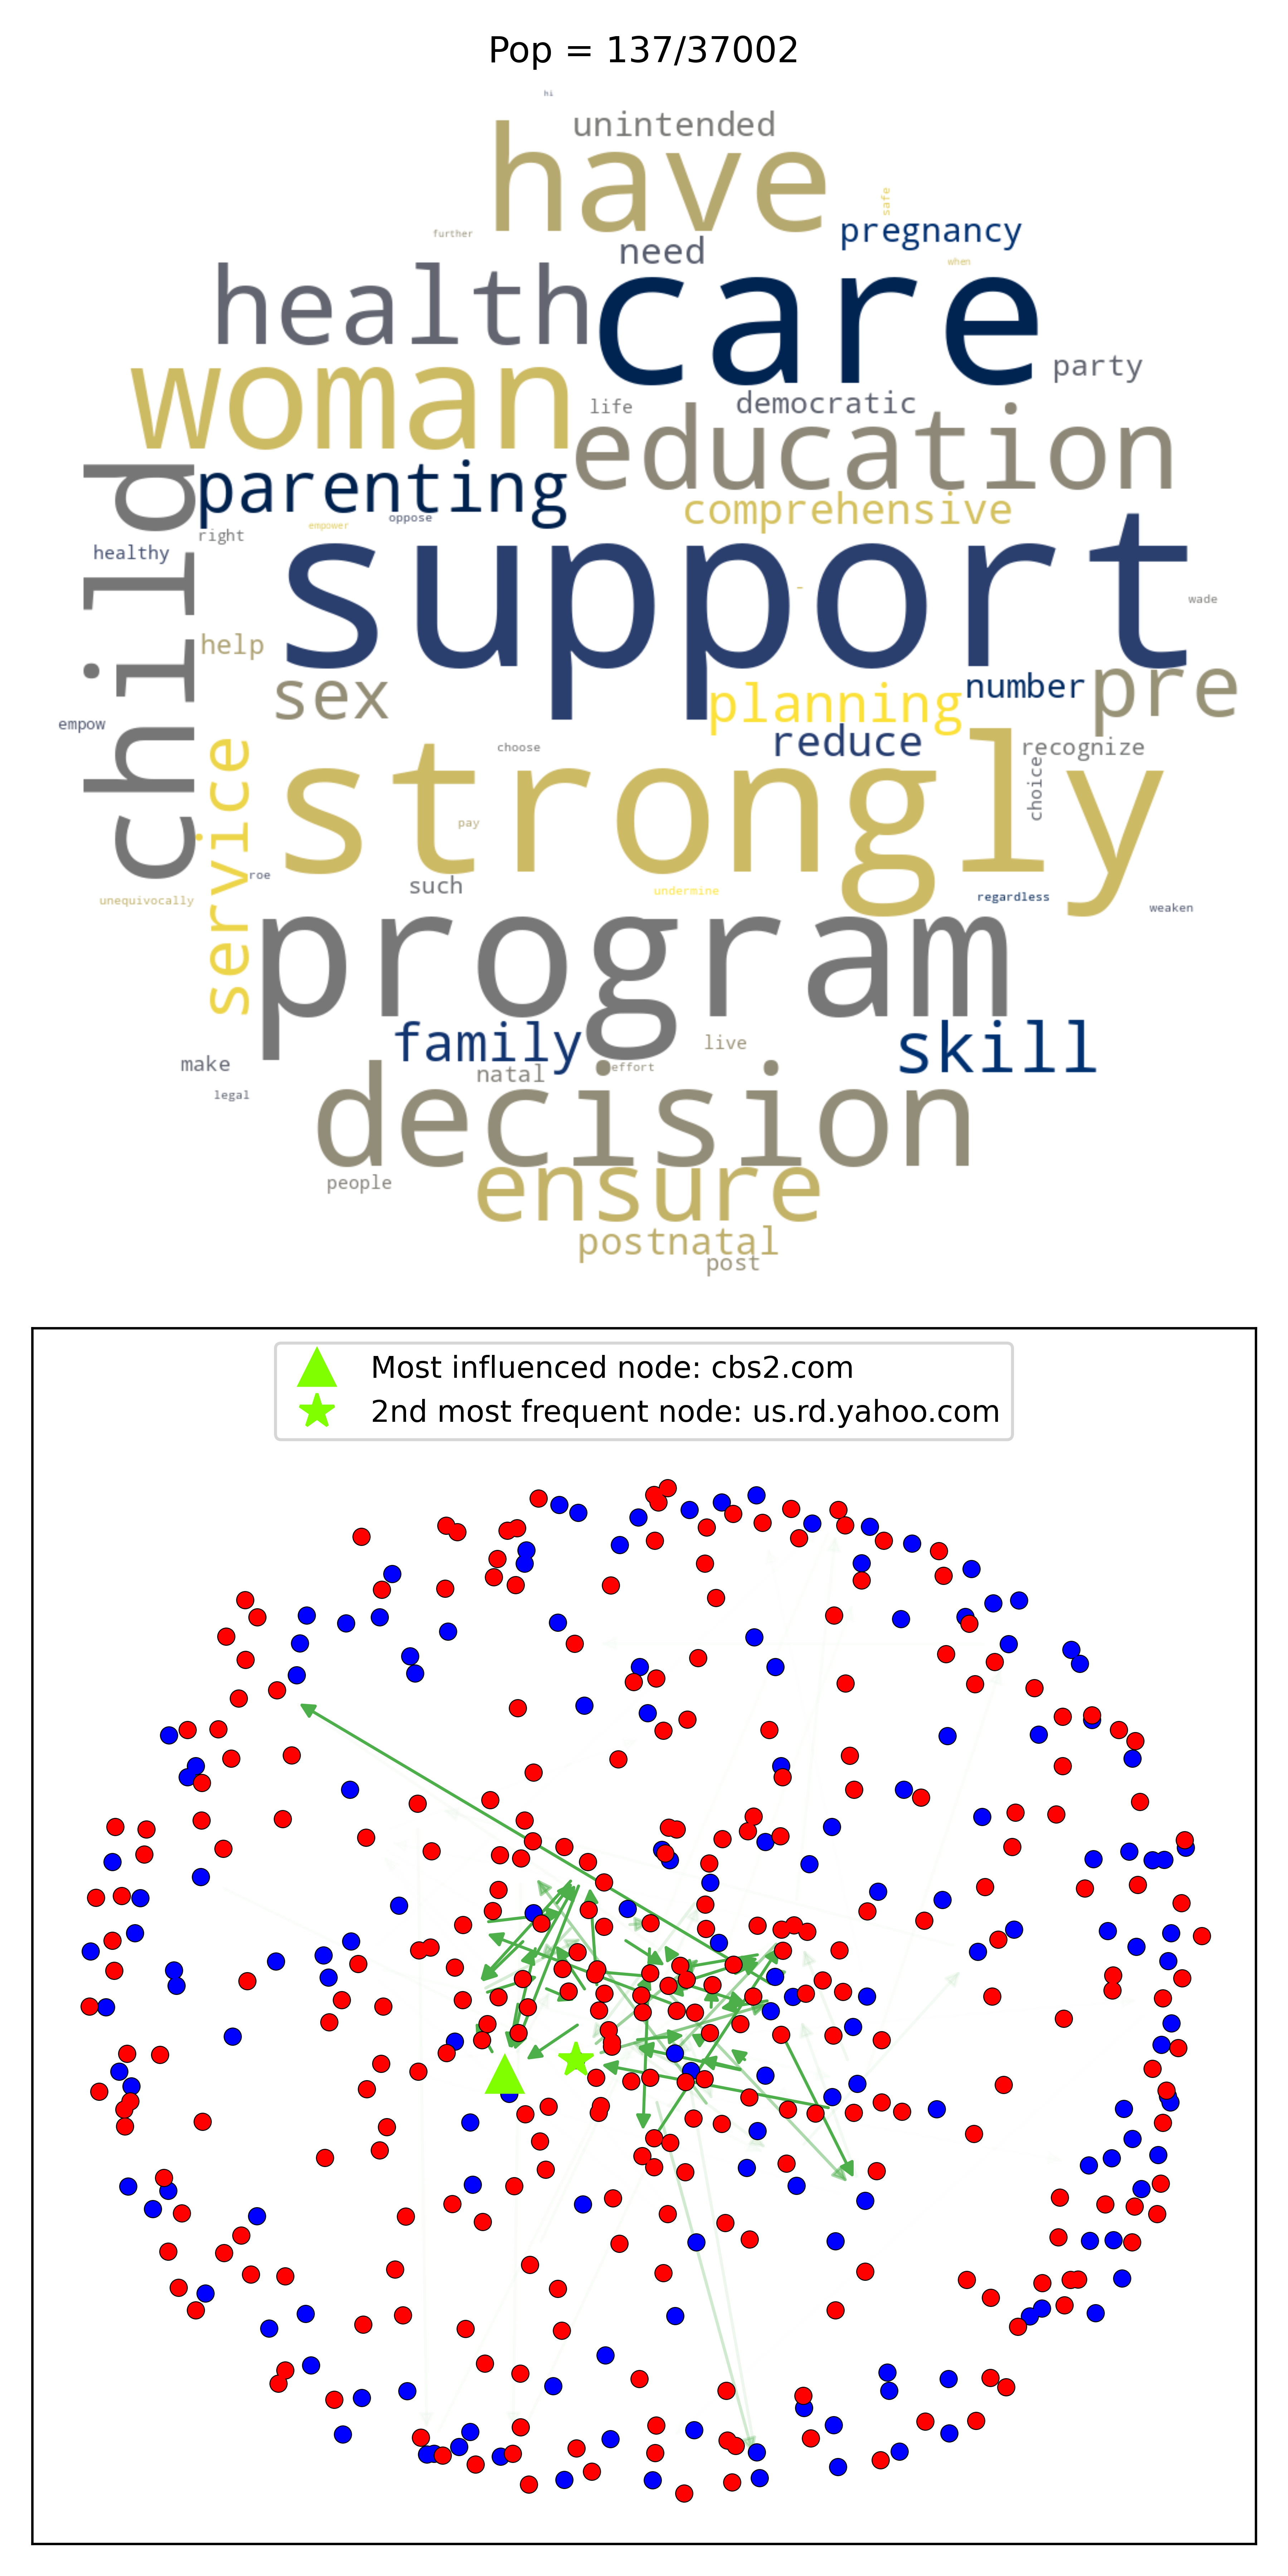 Pop = 137/37002
hi
unintended
have
safe
pregnancy
further
need
when
health
care
woman
party
life
democratic
education
child
parenting
comprehensive
empower
oppose
right
healthy
support
-
wade
help
sex
planning
number
pre
empow
reduce
service
strongly
choose
recognize
choice
pay
roe
such
undermine
regardless
unequivocally
weaken
program
family
live
skill
make
natal
effort
legal
decision
people
ensure
postnatal
post
Most influenced node: cbs2.com
2nd most frequent node: us.rd.yahoo.com